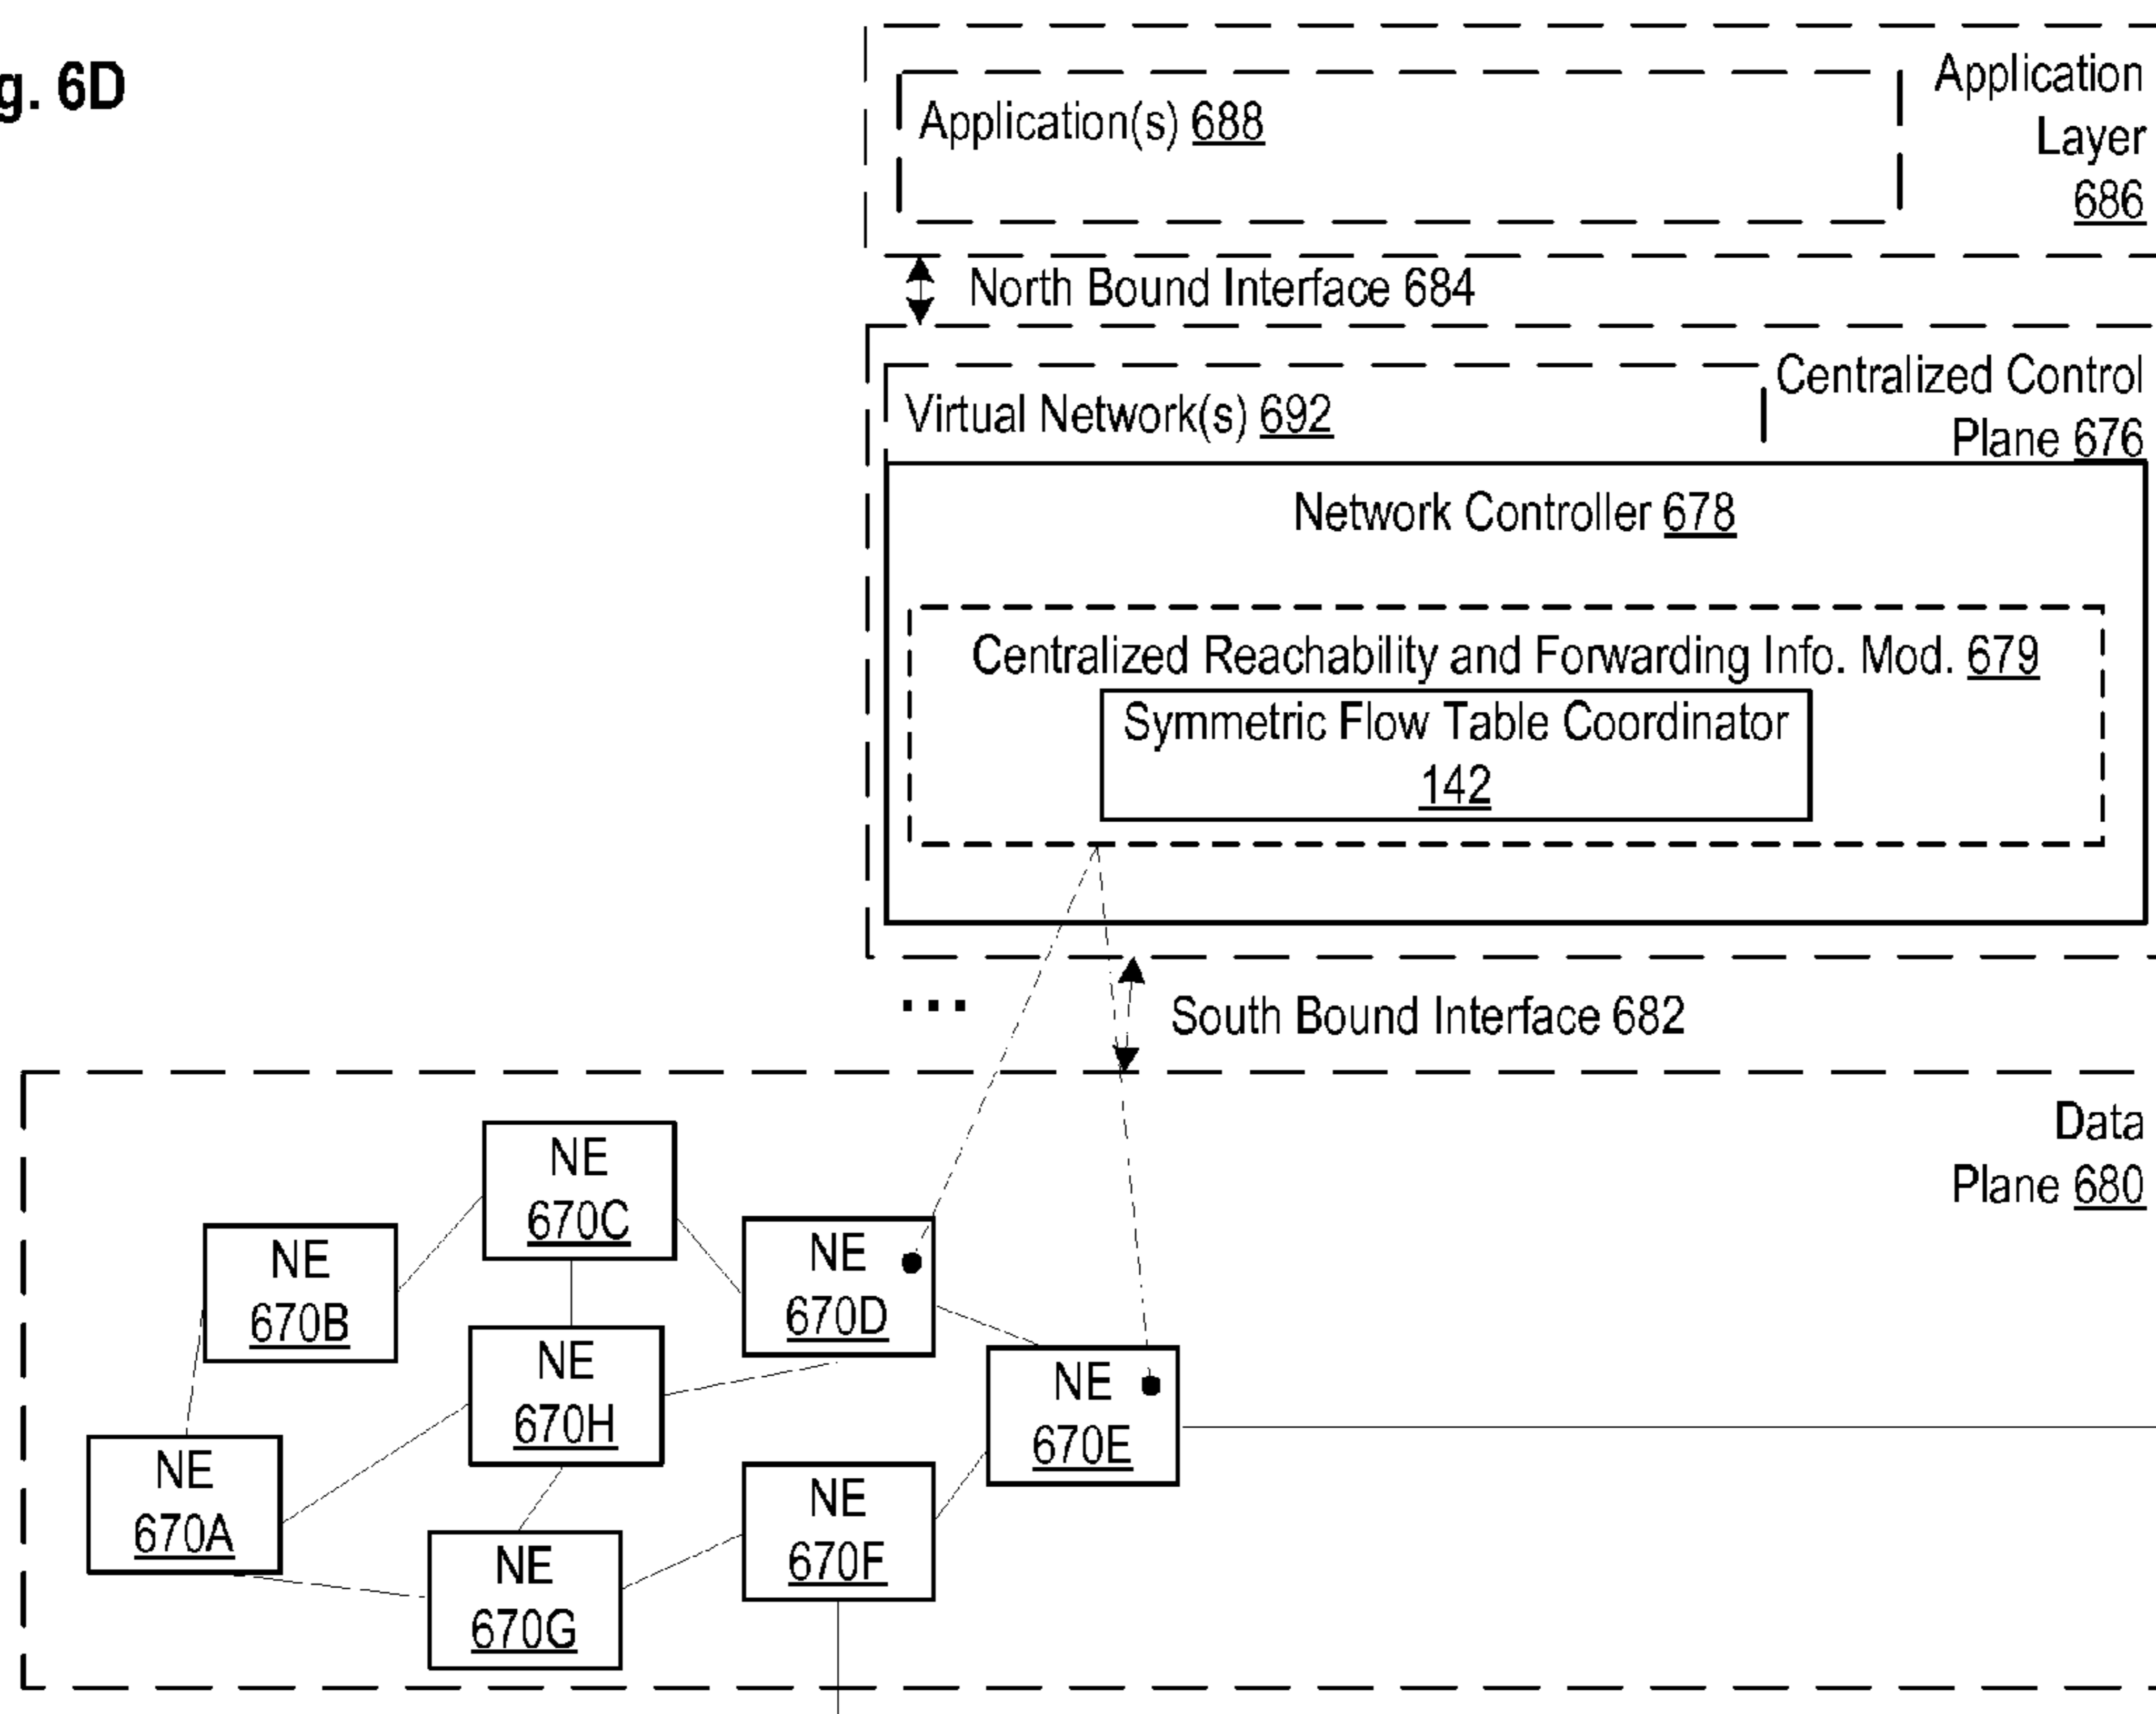 g. 6D
Application
Layer
686
Application(s) 688
North Bound Interface 684
Centralized Control
Plane 676
Virtual Network(s) 692
Network Controller 678
Centralized Reachability and Forwarding Info. Mod. 679
Symmetric Flow Table Coordinator
142
...
South Bound Interface 682
Data
Plane 680
NE
670C
NE
670B
NE
670D
NE
670H
NE
670E
NE
670A
NE
670F
NE
670G